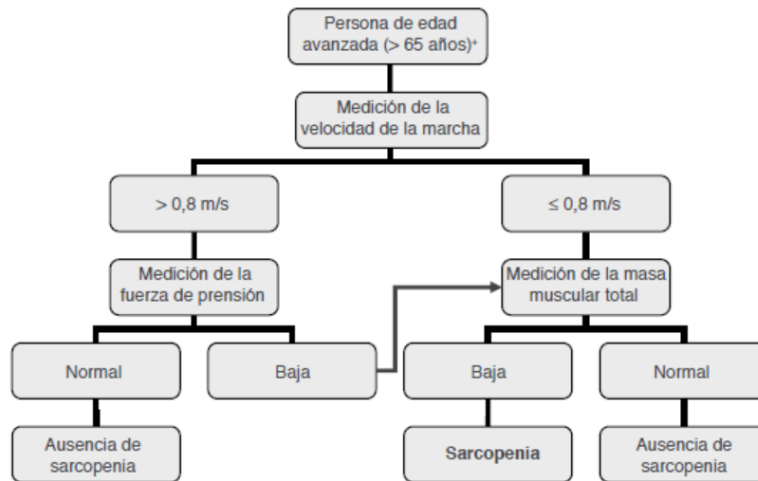 Persona de edad
avanzada (> 65 años)+
Medición de la
velocidad de la marcha
> 0,8 m/s
≤ 0,8 m/s
Medición de la
fuerza de prensión
Medición de la masa
muscular total
Normal
Baja
Baja
Normal
Ausencia de
sarcopenia
Sarcopenia
Ausencia de
sarcopenia